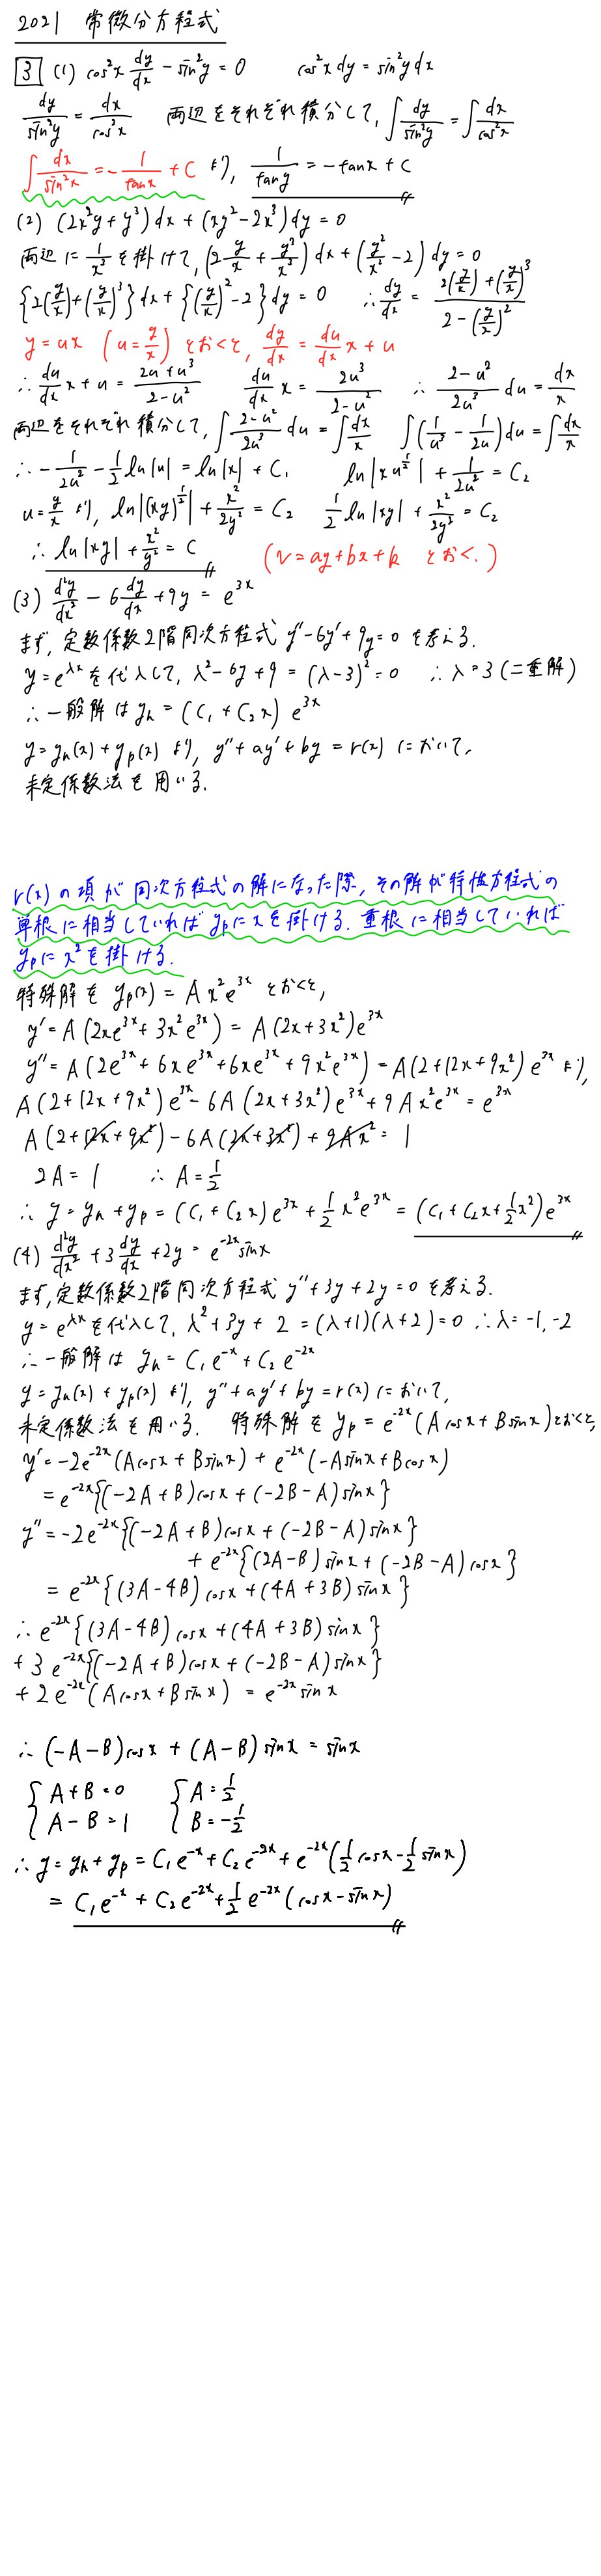 2021 常微分方程式
3 (1) cos²x dy/dx - sin²y = 0 cos²x dy = sin²y dx
dy/sin²y = dx/cos²x 両辺をそれぞれ積分して, ∫dy/sin²y = ∫dx/cos²x
∫dx/sin²x = -1/tanx + C より, 1/tany = -tanx + C
(2) (2x²y + y³)dx + (xy² - 2x³)dy = 0
両辺に 1/x³ を掛けて, (2 y/x + y³/x³)dx + (y²/x² - 2)dy = 0
{2(y/x) + (y/x)³}dx + {(y/x)² - 2}dy = 0 ∴ dy/dx = (2(y/x) + (y/x)³)/(2 - (y/x)²)
y = ux (u = y/x) とおくと, dy/dx = du/dx x + u
∴ du/dx x + u = (2u + u³)/(2 - u²) du/dx x = 2u³/(2 - u²) ∴ (2 - u²)/2u³ du = dx/x
両辺をそれぞれ積分して, ∫(2 - u²)/2u³ du = ∫dx/x ∫(1/u³ - 1/2u)du = ∫dx/x
∴ -1/2u² - 1/2 ln|u| = ln|x| + C₁ ln|x u^{1/2}| + 1/2u² = C₂
u = y/x より, ln|(xy)^{1/2}| + x²/2y² = C₂ 1/2 ln|xy| + x²/2y² = C₂
∴ ln|xy| + x²/y² = C (v = ay + bx + k とおく.)
(3) d²y/dx² - 6 dy/dx + 9y = e^{3x}
まず, 定数係数2階同次方程式 y'' - 6y' + 9y = 0 を考える.
y = e^{λx} を代入して, λ² - 6y + 9 = (λ - 3)² = 0 ∴ λ = 3 (二重解)
∴ 一般解は y_h = (C₁ + C₂x) e^{3x}
y = y_h(x) + y_p(x) より, y'' + ay' + by = r(x) において,
未定係数法を用いる.
r(x) の項が同次方程式の解になった際, その解が特性方程式の
単根に相当していれば y_p に x を掛ける. 重根に相当していれば
y_p に x² を掛ける.
特殊解を y_p(x) = A x² e^{3x} とおくと,
y' = A(2xe^{3x} + 3x²e^{3x}) = A(2x + 3x²)e^{3x}
y'' = A(2e^{3x} + 6xe^{3x} + 6xe^{3x} + 9x²e^{3x}) = A(2 + 12x + 9x²)e^{3x} より,
A(2 + 12x + 9x²)e^{3x} - 6A(2x + 3x²)e^{3x} + 9Ax²e^{3x} = e^{3x}
A(2 + 12x + 9x²) - 6A(2x + 3x²) + 9Ax² = 1
2A = 1 ∴ A = 1/2
∴ y = y_h + y_p = (C₁ + C₂x)e^{3x} + 1/2 x²e^{3x} = (C₁ + C₂x + 1/2 x²)e^{3x}
(4) d²y/dx² + 3 dy/dx + 2y = e^{-2x} sinx
まず, 定数係数2階同次方程式 y'' + 3y + 2y = 0 を考える.
y = e^{λx} を代入して, λ² + 3y + 2 = (λ+1)(λ+2) = 0 ∴ λ = -1, -2
∴ 一般解は y_h = C₁e^{-x} + C₂e^{-2x}
y = y_h(x) + y_p(x) より, y'' + ay' + by = r(x) において,
未定係数法を用いる. 特殊解を y_p = e^{-2x}(A cosx + B sinx) とおくと,
y' = -2e^{-2x}(A cosx + B sinx) + e^{-2x}(-A sinx + B cosx)
= e^{-2x}{(-2A + B)cosx + (-2B - A)sinx}
y'' = -2e^{-2x}{(-2A + B)cosx + (-2B - A)sinx}
+ e^{-2x}{(2A - B)sinx + (-2B - A)cosx}
= e^{-2x}{(3A - 4B)cosx + (4A + 3B)sinx}
∴ e^{-2x}{(3A - 4B)cosx + (4A + 3B)sinx}
+ 3e^{-2x}{(-2A + B)cosx + (-2B - A)sinx}
+ 2e^{-2x}(A cosx + B sinx) = e^{-2x} sinx
∴ (-A - B)cosx + (A - B)sinx = sinx
{A + B = 0 {A = 1/2
{A - B = 1 {B = -1/2
∴ y = y_h + y_p = C₁e^{-x} + C₂e^{-2x} + e^{-2x}(1/2 cosx - 1/2 sinx)
= C₁e^{-x} + C₂e^{-2x} + 1/2 e^{-2x}(cosx - sinx)